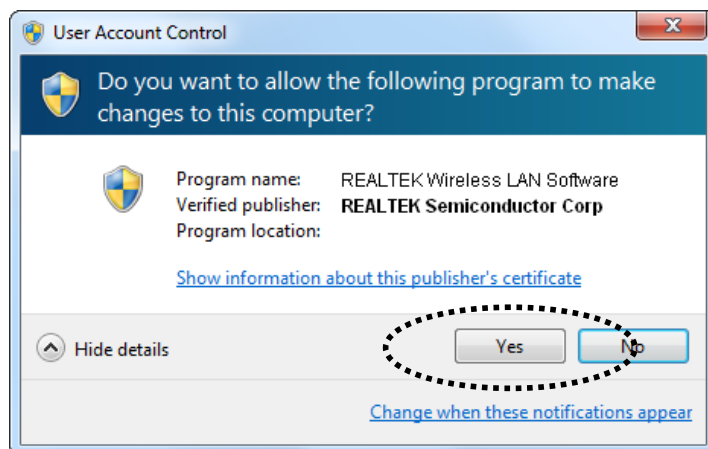 User Account Control
Do you want to allow the following program to make
changes to this computer?
Program name: REALTEK Wireless LAN Software
Verified publisher: REALTEK Semiconductor Corp
Program location:
Show information about this publisher's certificate
Hide details Yes No
Change when these notifications appear